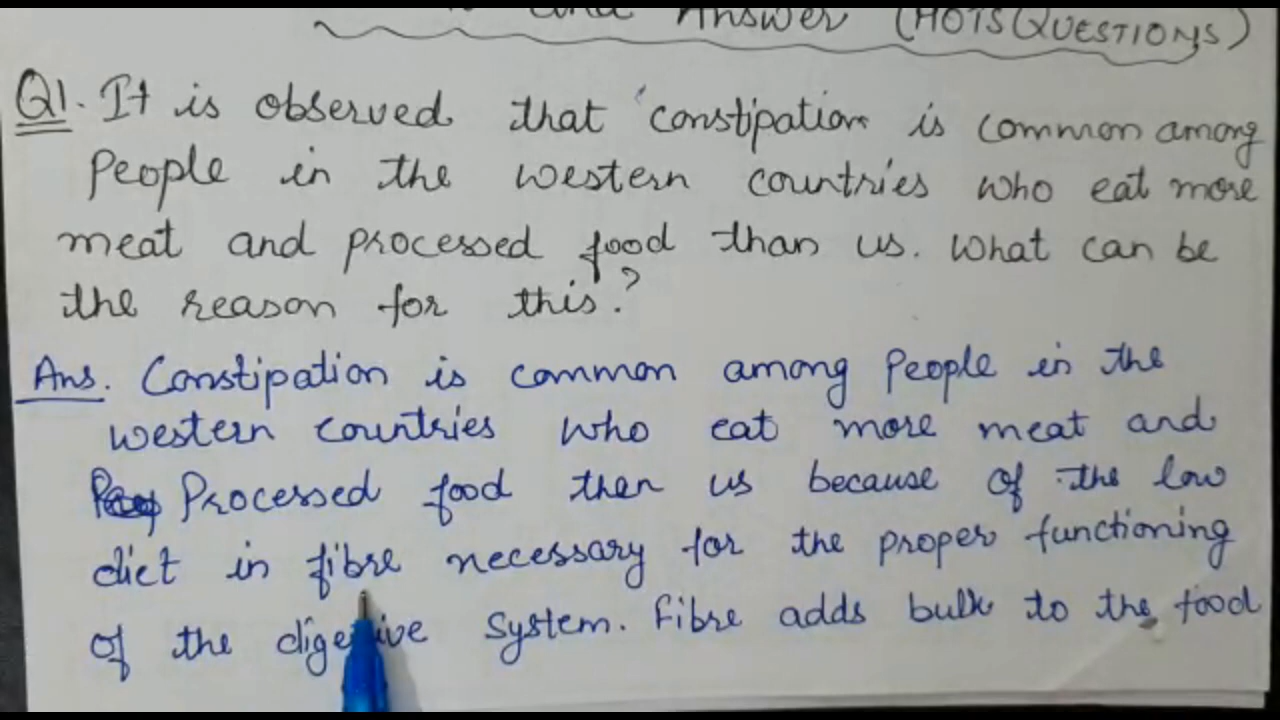 and Answer (HOTS QUESTIONS)
Q1. It is observed that constipation is common among
People in the western countries who eat more
meat and processed food than us. What can be
the reason for this?
Ans. Constipation is common among People in the
western countries who eat more meat and
Processed food then us because of the low
diet in fibre necessary for the proper functioning
of the digestive system. Fibre adds bulk to the food